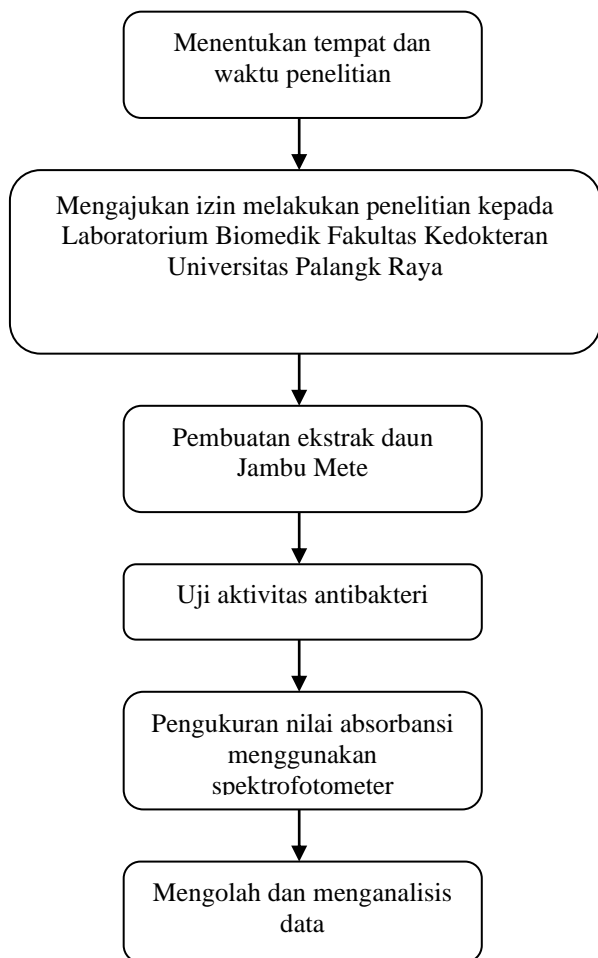 Menentukan tempat dan
waktu penelitian
Mengajukan izin melakukan penelitian kepada
Laboratorium Biomedik Fakultas Kedokteran
Universitas Palangk Raya
Pembuatan ekstrak daun
Jambu Mete
Uji aktivitas antibakteri
Pengukuran nilai absorbansi
menggunakan
spektrofotometer
Mengolah dan menganalisis
data